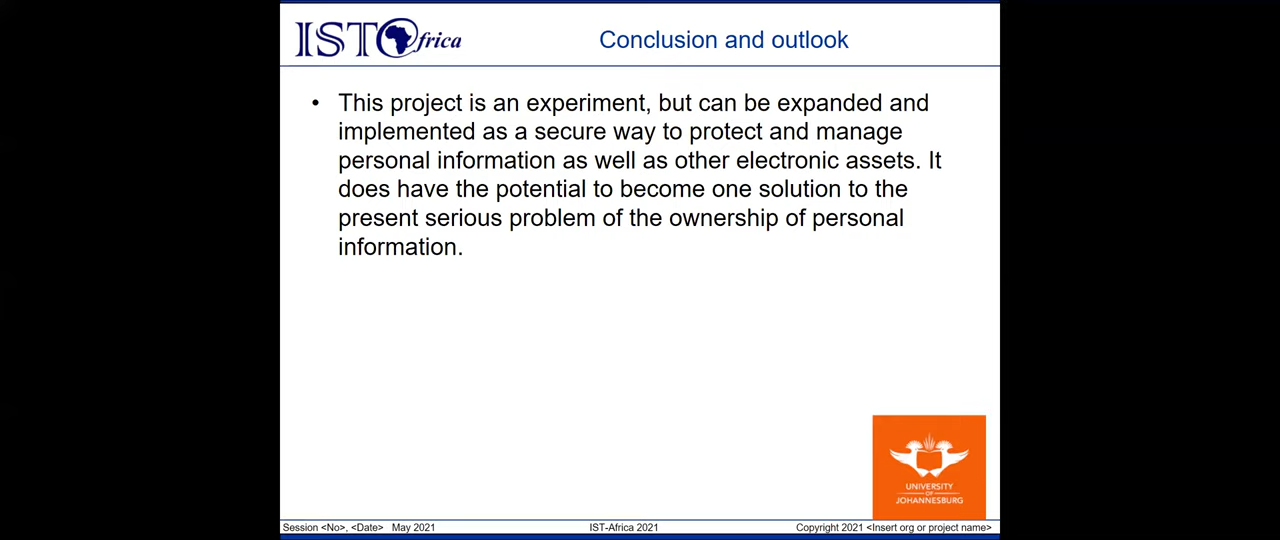 IST Africa
Conclusion and outlook
• This project is an experiment, but can be expanded and
implemented as a secure way to protect and manage
personal information as well as other electronic assets. It
does have the potential to become one solution to the
present serious problem of the ownership of personal
information.
UNIVERSITY
OF
JOHANNESBURG
Session <No>, <Date> May 2021
IST-Africa 2021
Copyright 2021 <Insert org or project name>